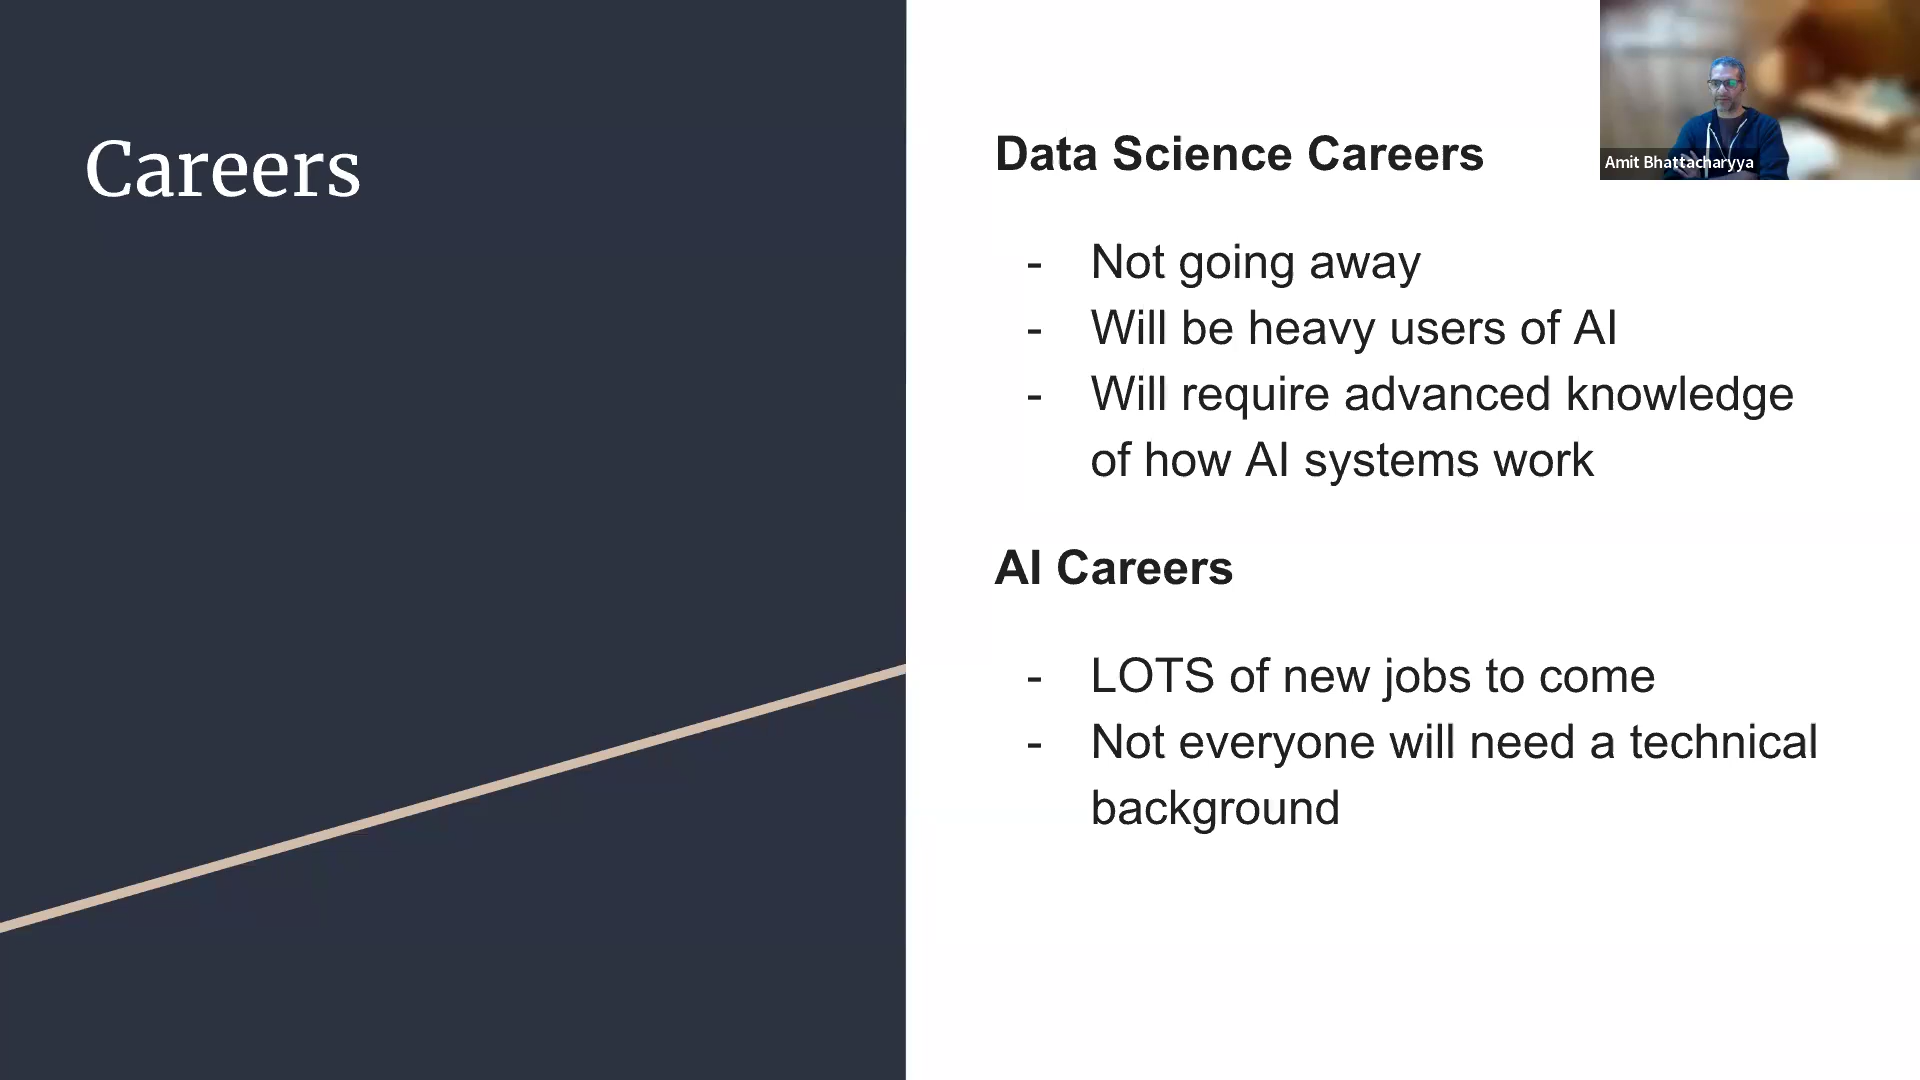 Careers
Data Science Careers
- Not going away
- Will be heavy users of AI
- Will require advanced knowledge
of how AI systems work
AI Careers
- LOTS of new jobs to come
- Not everyone will need a technical
background
Amit Bhattacharyya